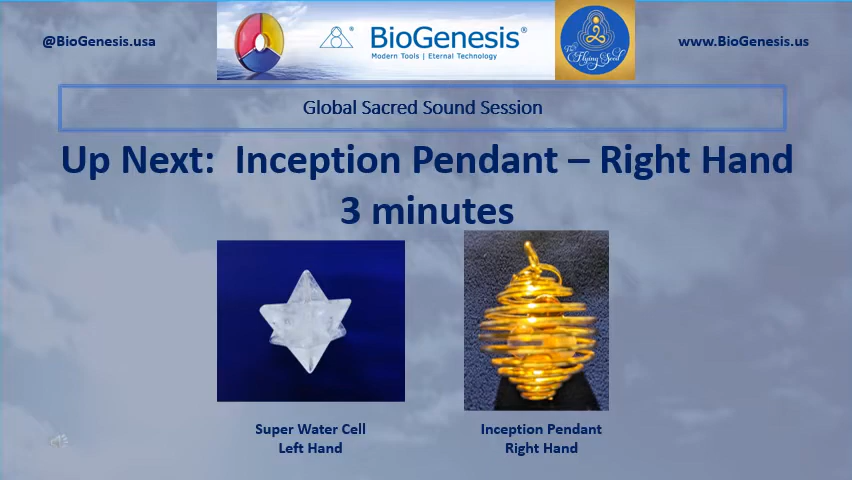 @BioGenesis.usa
BioGenesis®
Modern Tools | Eternal Technology
The Flying Seed
www.BioGenesis.us
Global Sacred Sound Session
Up Next: Inception Pendant – Right Hand
3 minutes
Super Water Cell
Left Hand
Inception Pendant
Right Hand